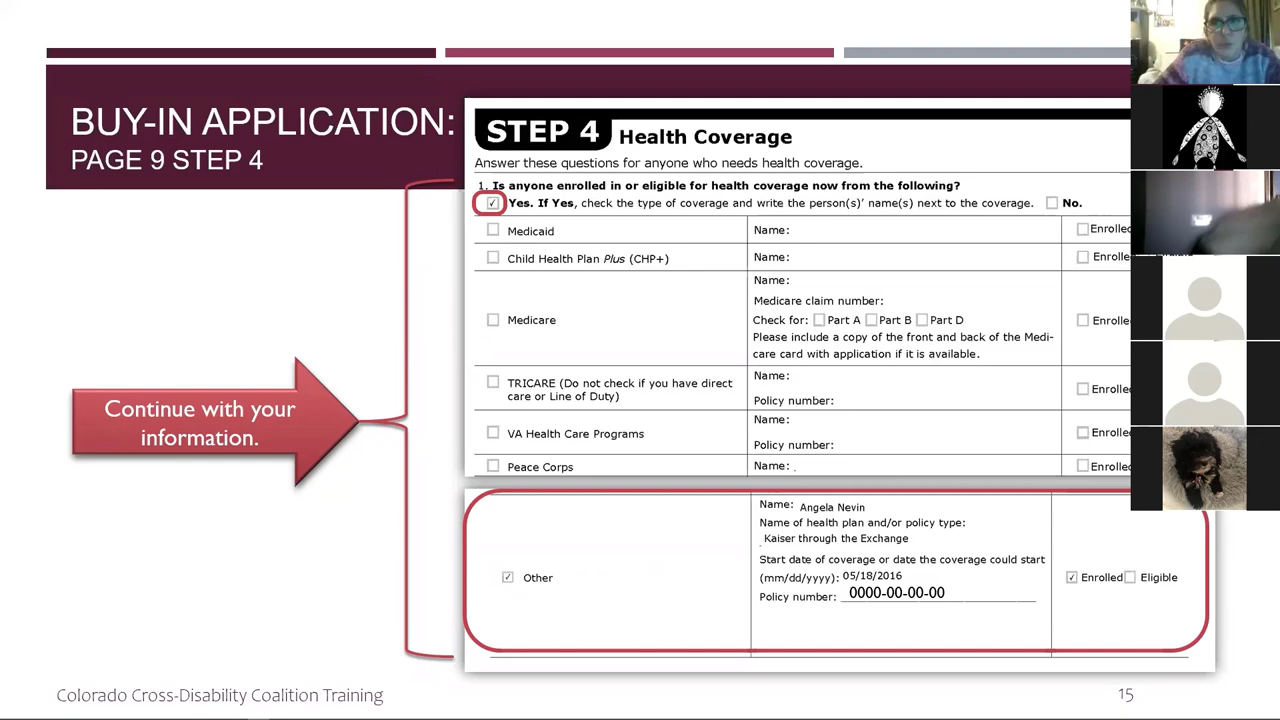 BUY-IN APPLICATION:
PAGE 9 STEP 4
STEP 4 Health Coverage
Answer these questions for anyone who needs health coverage.
1. Is anyone enrolled in or eligible for health coverage now from the following?
Yes. If Yes, check the type of coverage and write the person(s)’ name(s) next to the coverage. No.
Medicaid Name: Enrolled
Child Health Plan Plus (CHP+) Name: Enrolled
Name:
Medicare claim number:
Medicare Check for: Part A Part B Part D Enrolled
Please include a copy of the front and back of the Medi-
care card with application if it is available.
TRICARE (Do not check if you have direct
care or Line of Duty)
Name:
Policy number:
Enrolled
VA Health Care Programs
Name:
Policy number:
Enrolled
Peace Corps Name: Enrolled
Continue with your
information.
Other
Name: Angela Nevin
Name of health plan and/or policy type:
Kaiser through the Exchange
Start date of coverage or date the coverage could start
(mm/dd/yyyy): 05/18/2016
Policy number: 0000-00-00-00
Enrolled Eligible
Colorado Cross-Disability Coalition Training
15